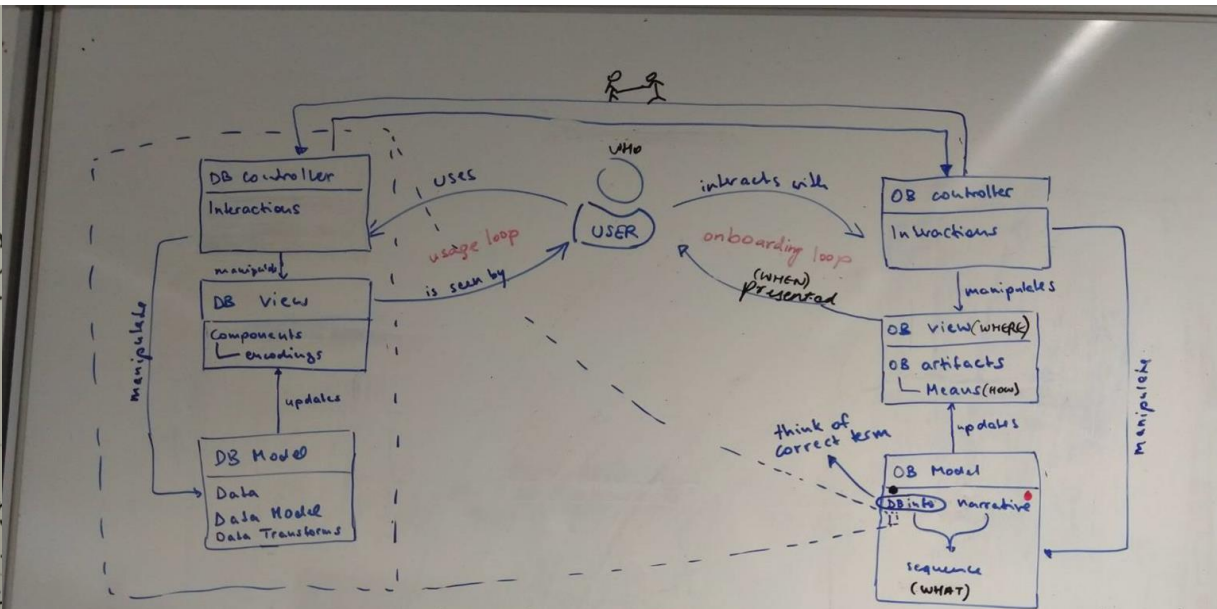 DB controller
Interactions
manipulates
DB view
Components
encodings
updates
manipulate
DB Model
Data
Data Model
Data Transforms
uses
usage loop
is seen by
WHO
USER
interacts with
onboarding loop
(WHEN)
Presented
OB controller
Interactions
manipulates
OB view (WHERE)
OB artifacts
Means (HOW)
updates
Manipulate
think of
correct term
OB Model
DB info narrative
sequence
(WHAT)